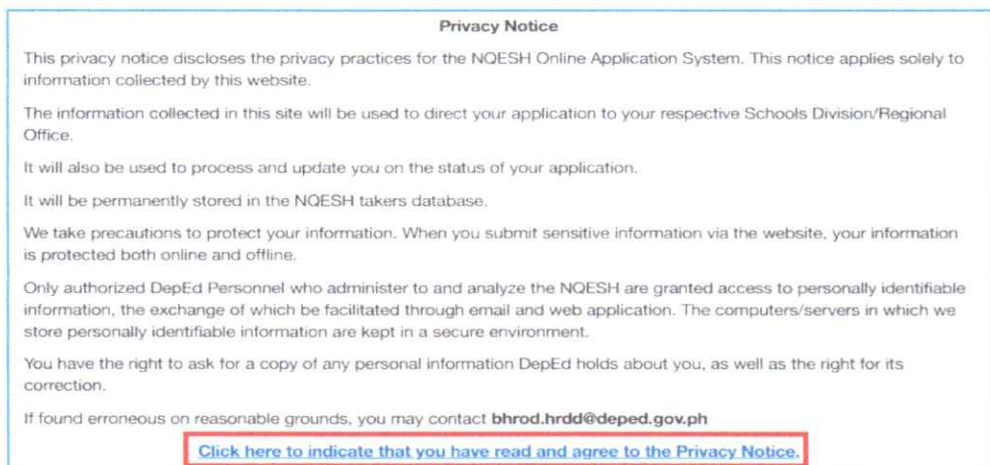 Privacy Notice
This privacy notice discloses the privacy practices for the NQESH Online Application System. This notice applies solely to
information collected by this website.
The information collected in this site will be used to direct your application to your respective Schools Division/Regional
Office.
It will also be used to process and update you on the status of your application.
It will be permanently stored in the NQESH takers database.
We take precautions to protect your information. When you submit sensitive information via the website, your information
is protected both online and offline.
Only authorized DepEd Personnel who administer to and analyze the NQESH are granted access to personally identifiable
information, the exchange of which be facilitated through email and web application. The computers/servers in which we
store personally identifiable information are kept in a secure environment.
You have the right to ask for a copy of any personal information DepEd holds about you, as well as the right for its
correction.
If found erroneous on reasonable grounds, you may contact bhrod.hrdd@deped.gov.ph
Click here to indicate that you have read and agree to the Privacy Notice.